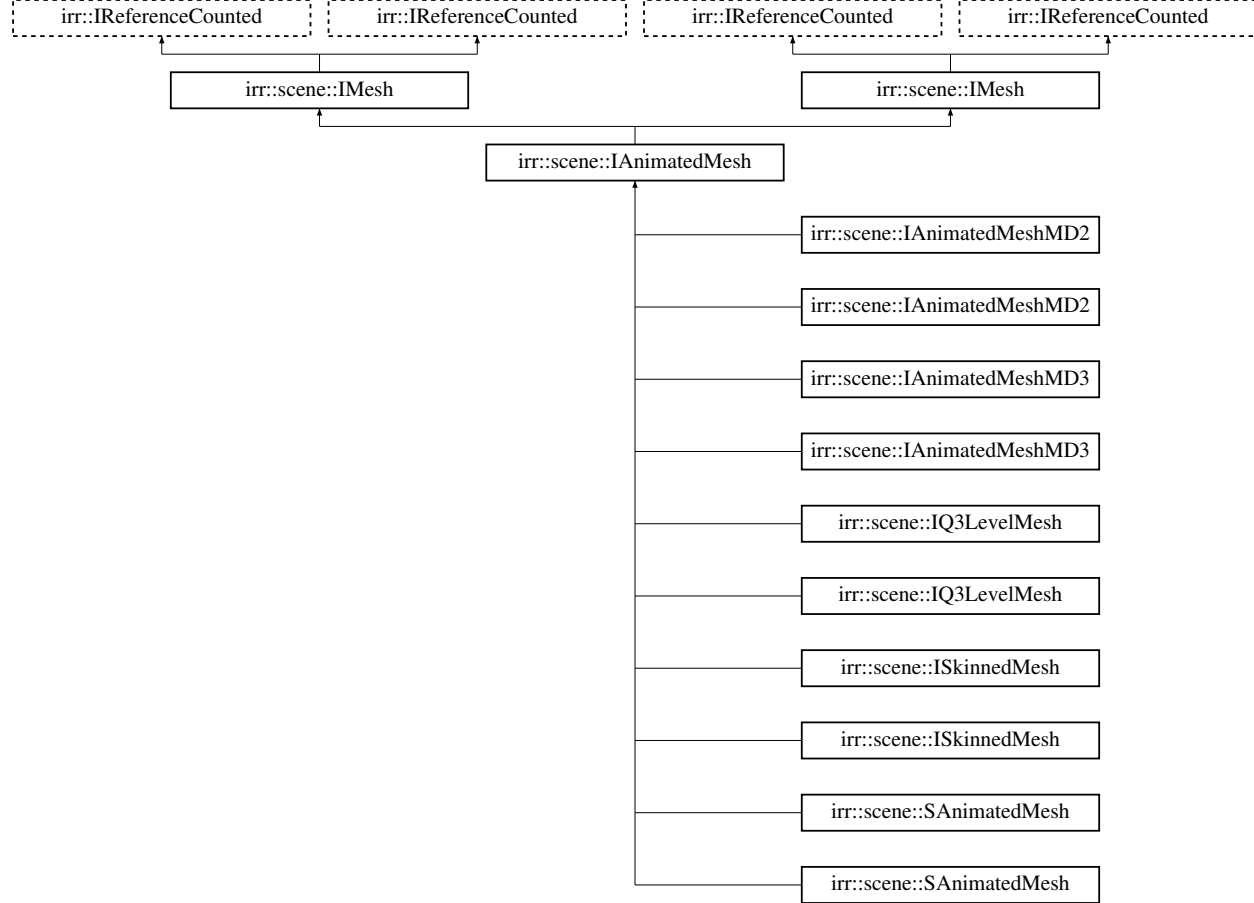 irr::IReferenceCounted
irr::IReferenceCounted
irr::IReferenceCounted
irr::IReferenceCounted
irr::scene::IMesh
irr::scene::IMesh
irr::scene::IAnimatedMesh
irr::scene::IAnimatedMeshMD2
irr::scene::IAnimatedMeshMD2
irr::scene::IAnimatedMeshMD3
irr::scene::IAnimatedMeshMD3
irr::scene::IQ3LevelMesh
irr::scene::IQ3LevelMesh
irr::scene::ISkinnedMesh
irr::scene::ISkinnedMesh
irr::scene::SAnimatedMesh
irr::scene::SAnimatedMesh